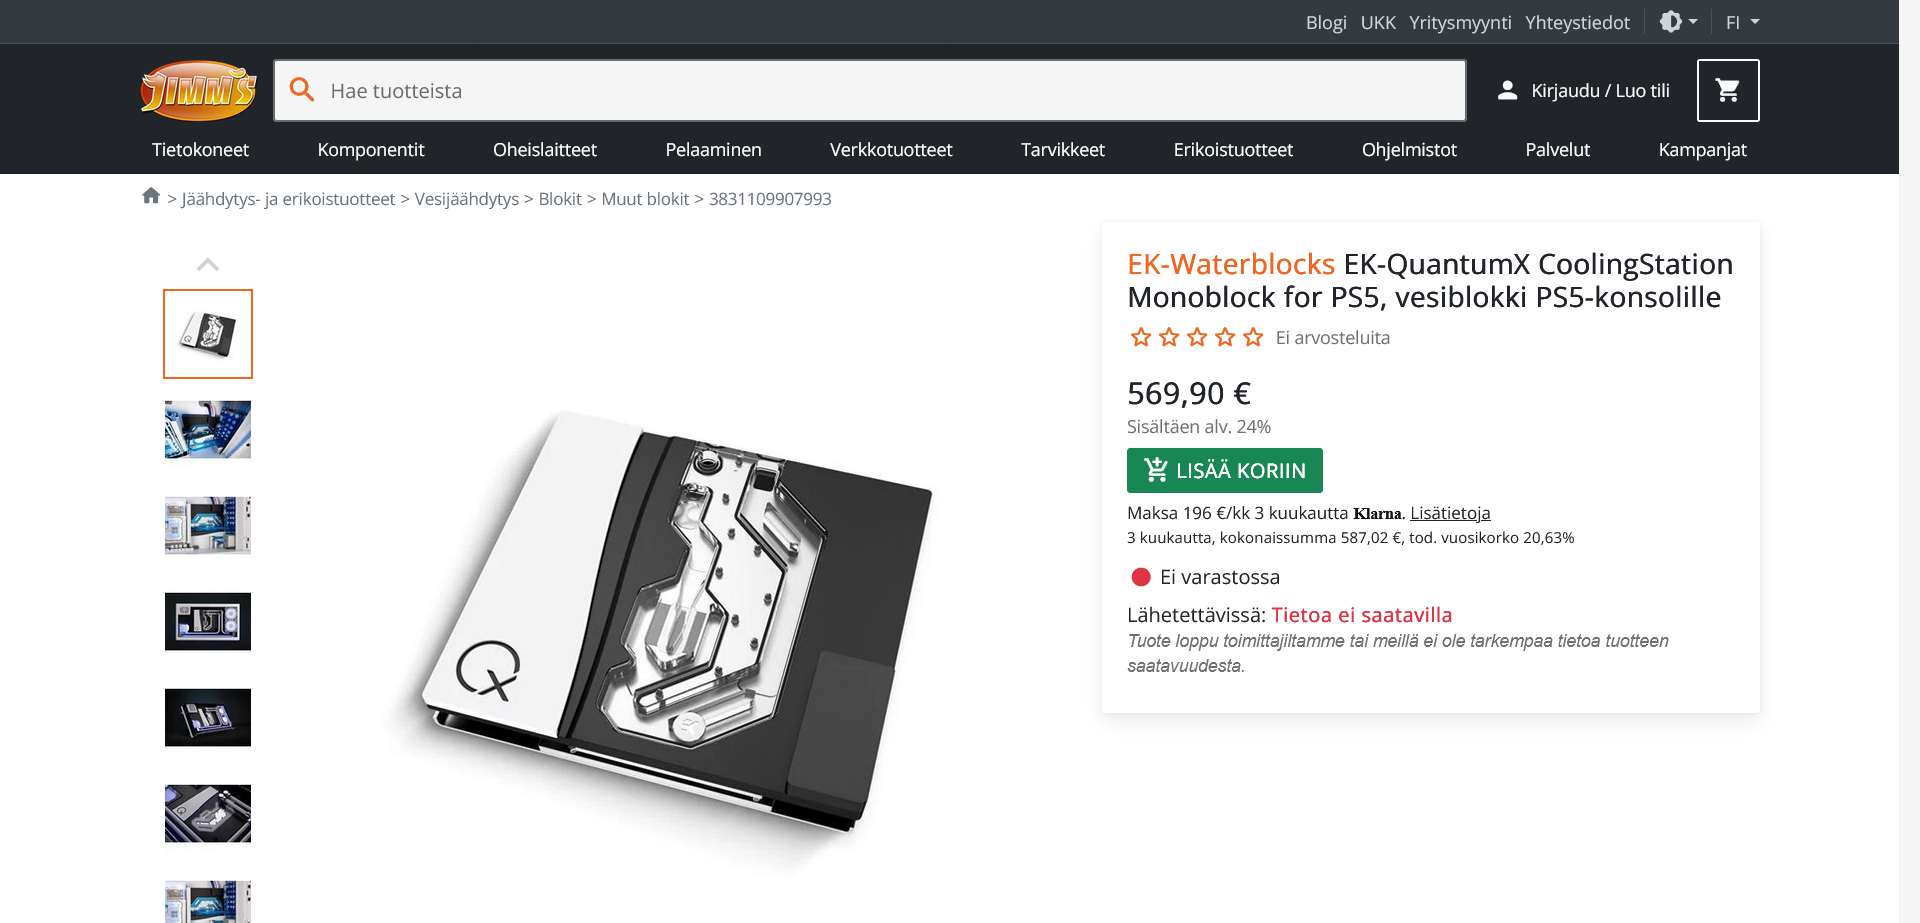 Blogi UKK Yritysmyynti Yhteystiedot FI
JIMM'S
Hae tuotteista
Kirjaudu / Luo tili
Tietokoneet Komponentit Oheislaitteet Pelaaminen Verkkotuotteet Tarvikkeet Erikoistuotteet Ohjelmistot Palvelut Kampanjat
> Jäähdytys- ja erikoistuotteet > Vesijäähdytys > Blokit > Muut blokit > 3831109907993
EK-Waterblocks EK-QuantumX CoolingStation
Monoblock for PS5, vesiblokki PS5-konsolille
Ei arvosteluita
569,90 €
Sisältäen alv. 24%
LISÄÄ KORIIN
Maksa 196 €/kk 3 kuukautta Klarna. Lisätietoja
3 kuukautta, kokonaissumma 587,02 €, tod. vuosikorko 20,63%
Ei varastossa
Lähetettävissä: Tietoa ei saatavilla
Tuote loppu toimittajiltamme tai meillä ei ole tarkempaa tietoa tuotteen
saatavuudesta.